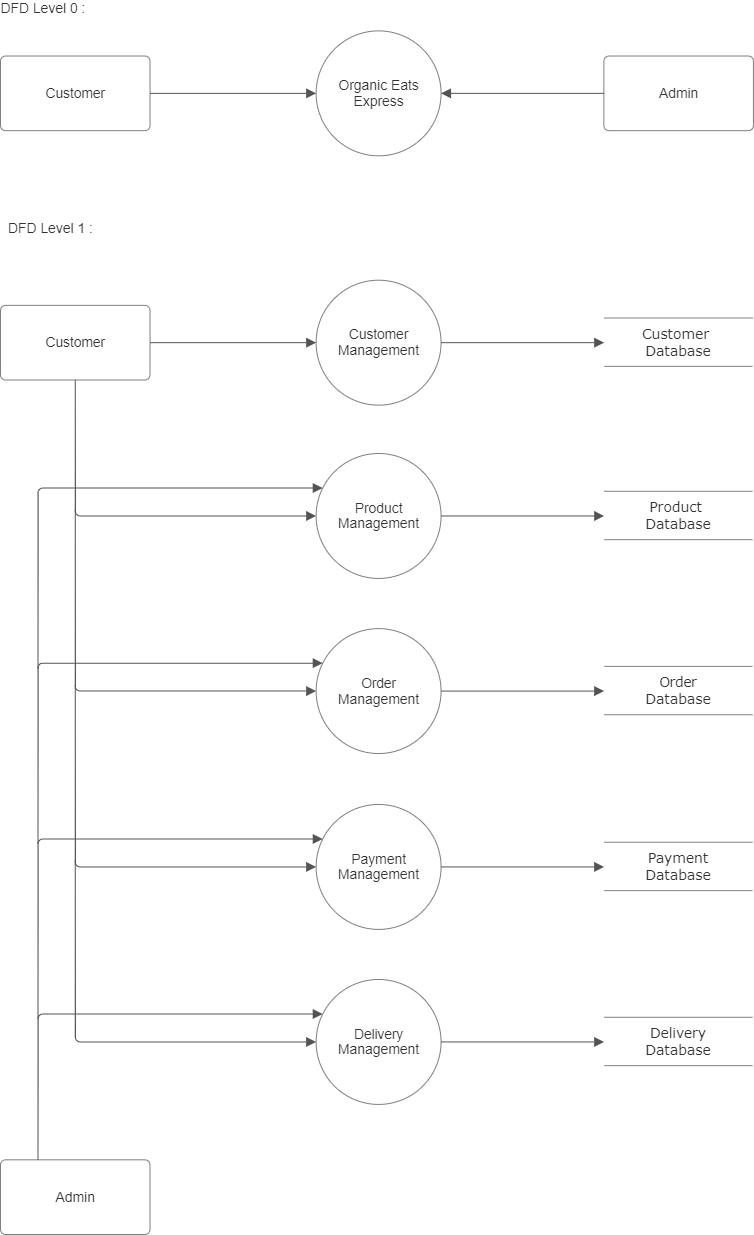 DFD Level 0 :
Customer
Organic Eats
Express
Admin
DFD Level 1 :
Customer
Customer
Management
Customer
Database
Product
Management
Product
Database
Order
Management
Order
Database
Payment
Management
Payment
Database
Delivery
Management
Delivery
Database
Admin